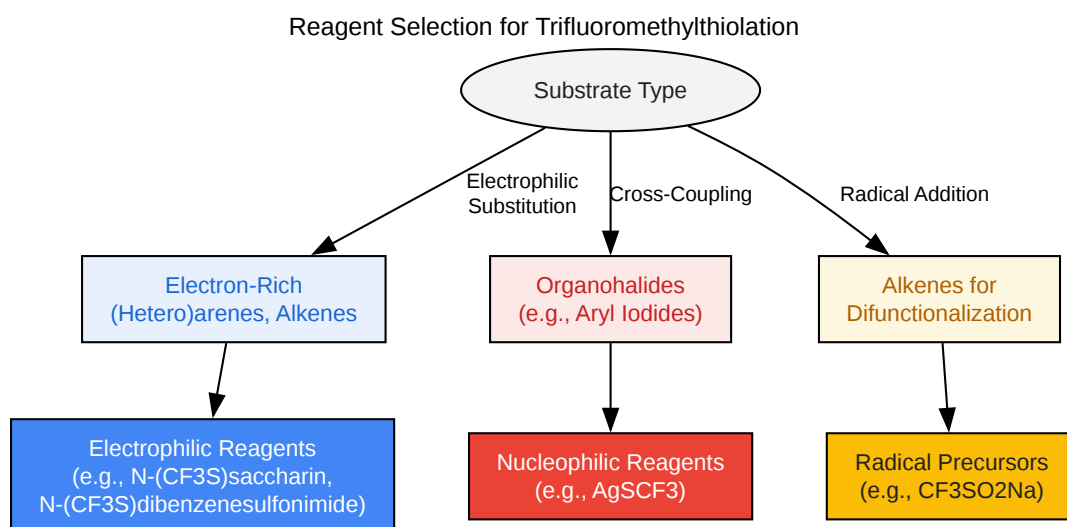 Reagent Selection for Trifluoromethylthiolation
Substrate Type
Electrophilic
Substitution
Cross-Coupling
Radical Addition
Electron-Rich
(Hetero)arenes, Alkenes
Organohalides
(e.g., Aryl Iodides)
Alkenes for
Difunctionalization
Electrophilic Reagents
(e.g., N-(CF3S)saccharin,
N-(CF3S)dibenzenesulfonimide)
Nucleophilic Reagents
(e.g., AgSCF3)
Radical Precursors
(e.g., CF3SO2Na)